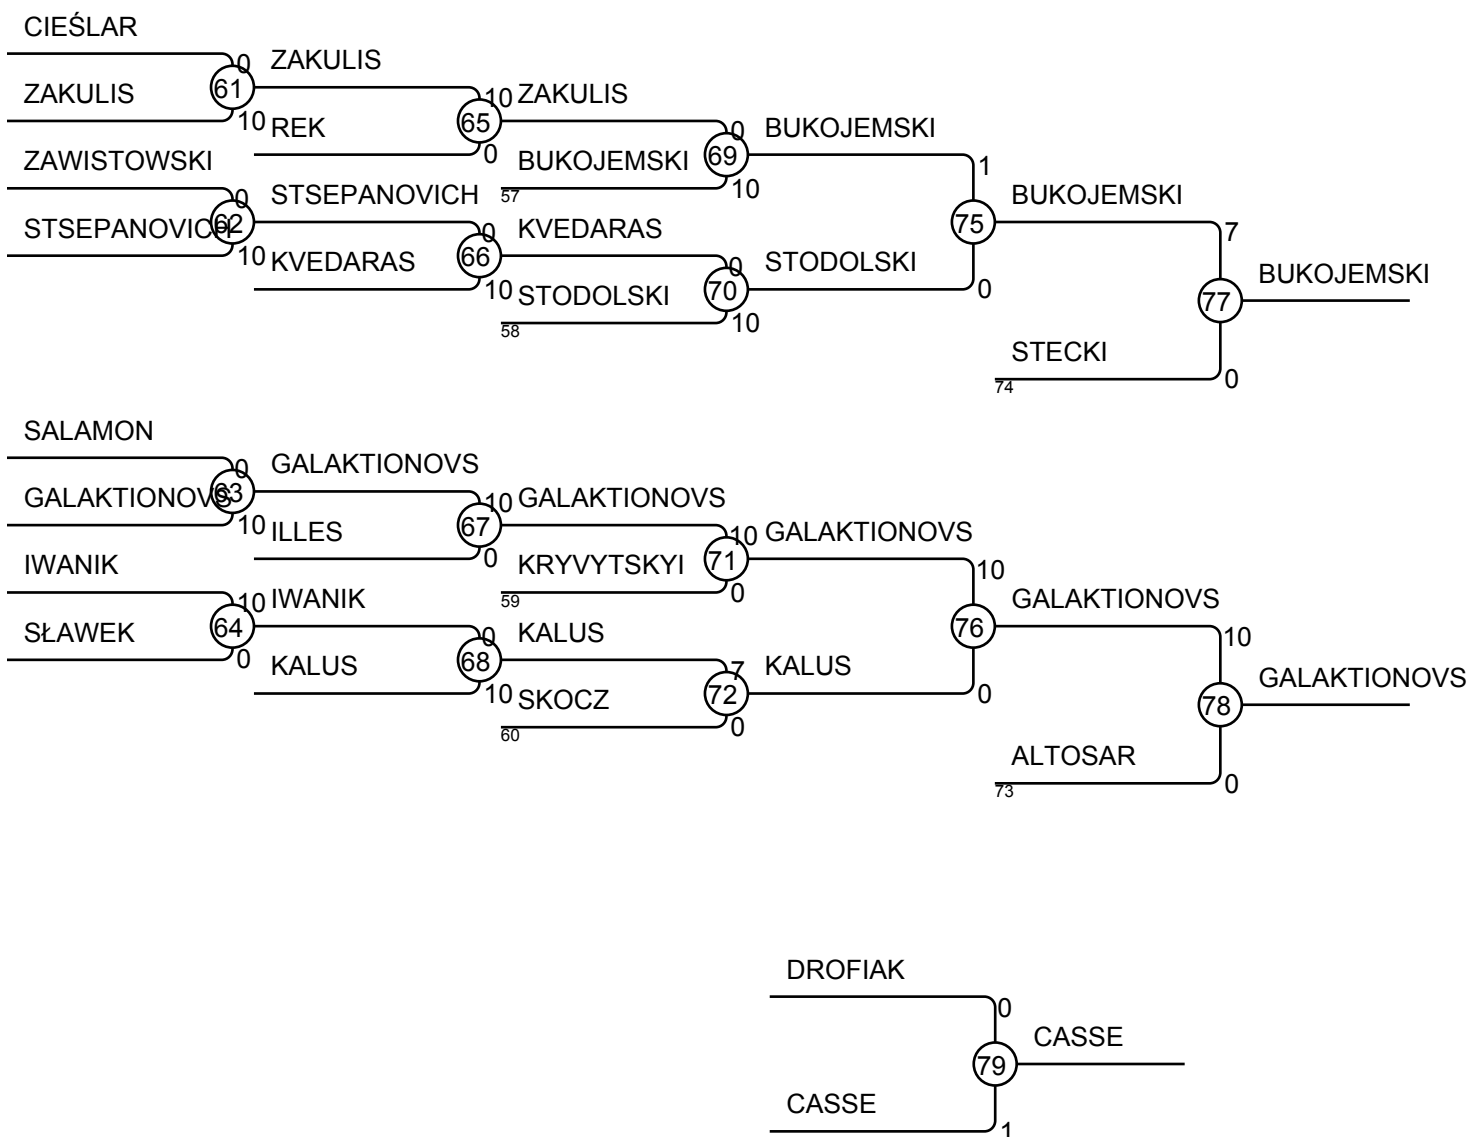 CIEŚLAR
0
ZAKULIS
61
ZAKULIS
10
10
ZAKULIS
REK
65
0
ZAWISTOWSKI
0
BUKOJEMSKI
BUKOJEMSKI
69
57
10
1
0
STSEPANOVICH
62
STSEPANOVICH
10
0
KVEDARAS
KVEDARAS
66
10
75
BUKOJEMSKI
0
STODOLSKI
STODOLSKI
70
58
10
0
7
77
BUKOJEMSKI
STECKI
74
0
SALAMON
0
GALAKTIONOVS
63
GALAKTIONOVS
10
10
GALAKTIONOVS
ILLES
67
0
10
GALAKTIONOVS
KRYVYTSKYI
71
59
0
10
IWANIK
10
IWANIK
SŁAWEK
64
0
0
KALUS
KALUS
68
10
76
GALAKTIONOVS
7
KALUS
SKOCZ
72
60
0
0
10
78
GALAKTIONOVS
ALTOSAR
73
0
DROFIAK
0
79
CASSE
CASSE
1